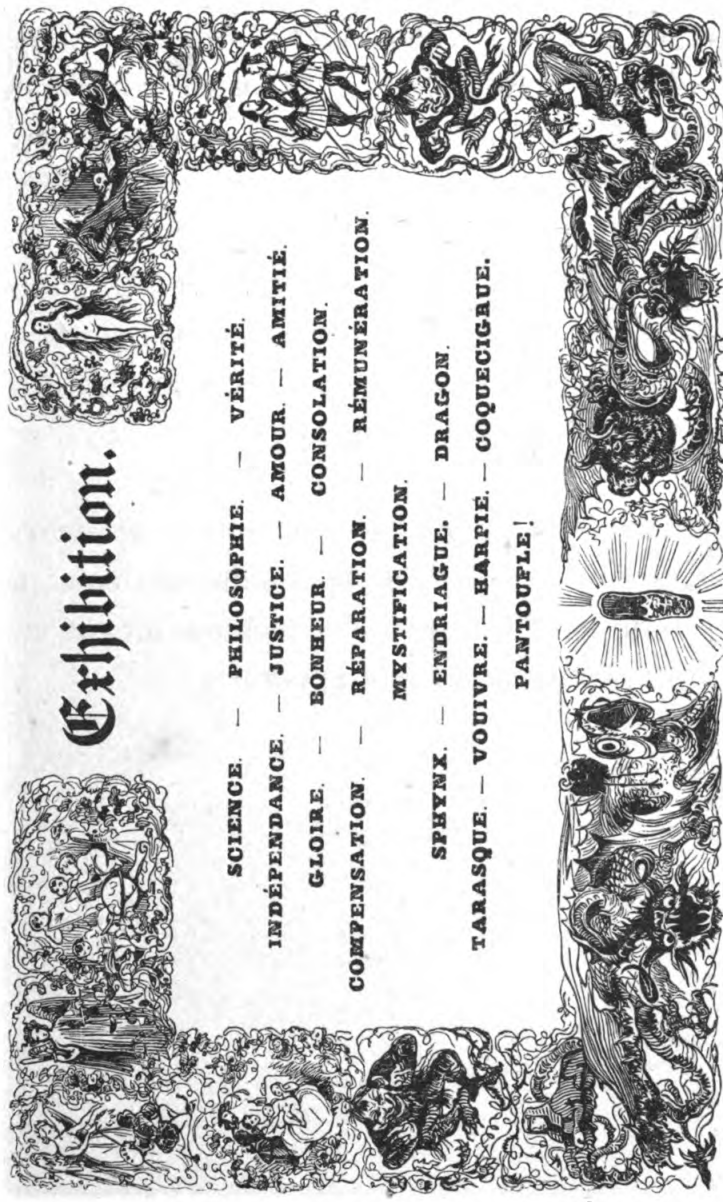 Exhibition.
SCIENCE. — PHILOSOPHIE. — VÉRITÉ.
INDÉPENDANCE. — JUSTICE. — AMOUR. — AMITIÉ.
GLOIRE. — BONHEUR. — CONSOLATION.
COMPENSATION. — RÉPARATION. — RÉMUNÉRATION.
MYSTIFICATION.
SPHYNX. — ENDRIAGUE. — DRAGON.
TARASQUE. — VOUIVRE. — HARPIE. — COQUECIGRUE.
PANTOUFLE!